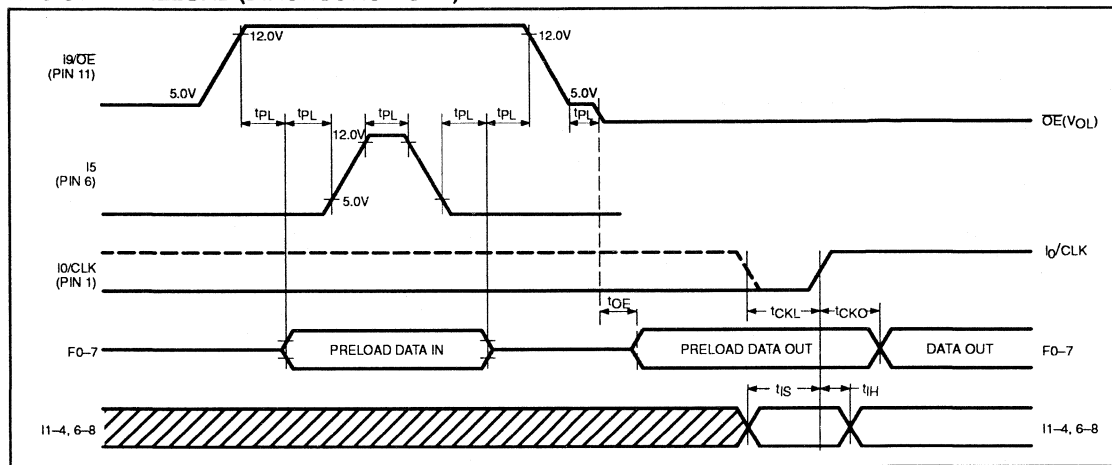 I9/OE
(PIN 11)
12.0V
12.0V
5.0V
5.0V
tPL
tPL
tPL
tPL
tPL
tPL
OE(VOL)
12.0V
I5
(PIN 6)
5.0V
I0/CLK
(PIN 1)
I0/CLK
tOE
tCKL
tCKO
F0–7
PRELOAD DATA IN
PRELOAD DATA OUT
DATA OUT
F0–7
tIS
tIH
I1–4, 6–8
I1–4, 6–8